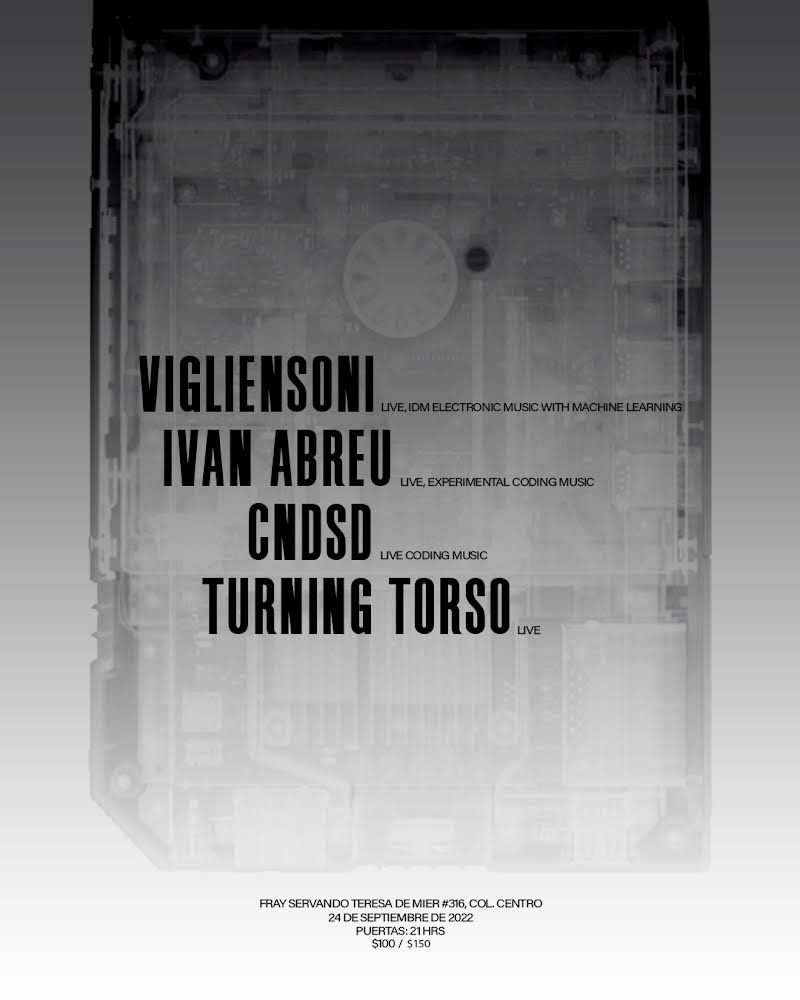 VIGLIENSONI LIVE, IDM ELECTRONIC MUSIC WITH MACHINE LEARNING
IVAN ABREU LIVE, EXPERIMENTAL CODING MUSIC
CNDSD LIVE CODING MUSIC
TURNING TORSO LIVE
FRAY SERVANDO TERESA DE MIER #316, COL. CENTRO
24 DE SEPTIEMBRE DE 2022
PUERTAS: 21 HRS
$100 / $150